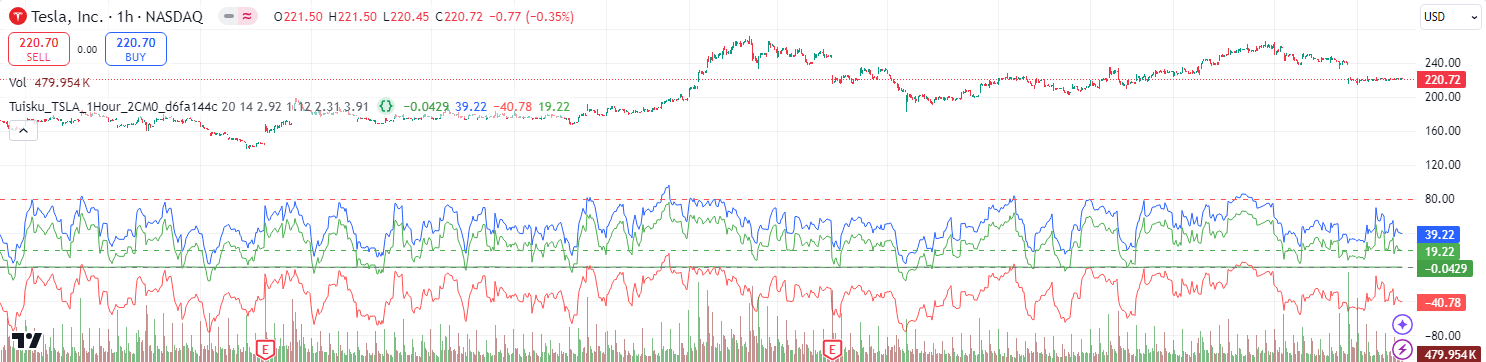 Tesla, Inc. · 1h · NASDAQ O221.50 H221.50 L220.45 C220.72 −0.77 (−0.35%) USD
220.70 SELL 0.00 220.70 BUY
Vol 479.954 K
Tuisku_TSLA_1Hour_2CM0_d6fa144c 20 14 2.92 1.12 2.31 3.91 {} −0.0429 39.22 −40.78 19.22
240.00
220.72
200.00
160.00
120.00
80.00
39.22
19.22
−0.0429
−40.78
−80.00
479.954 K
E E